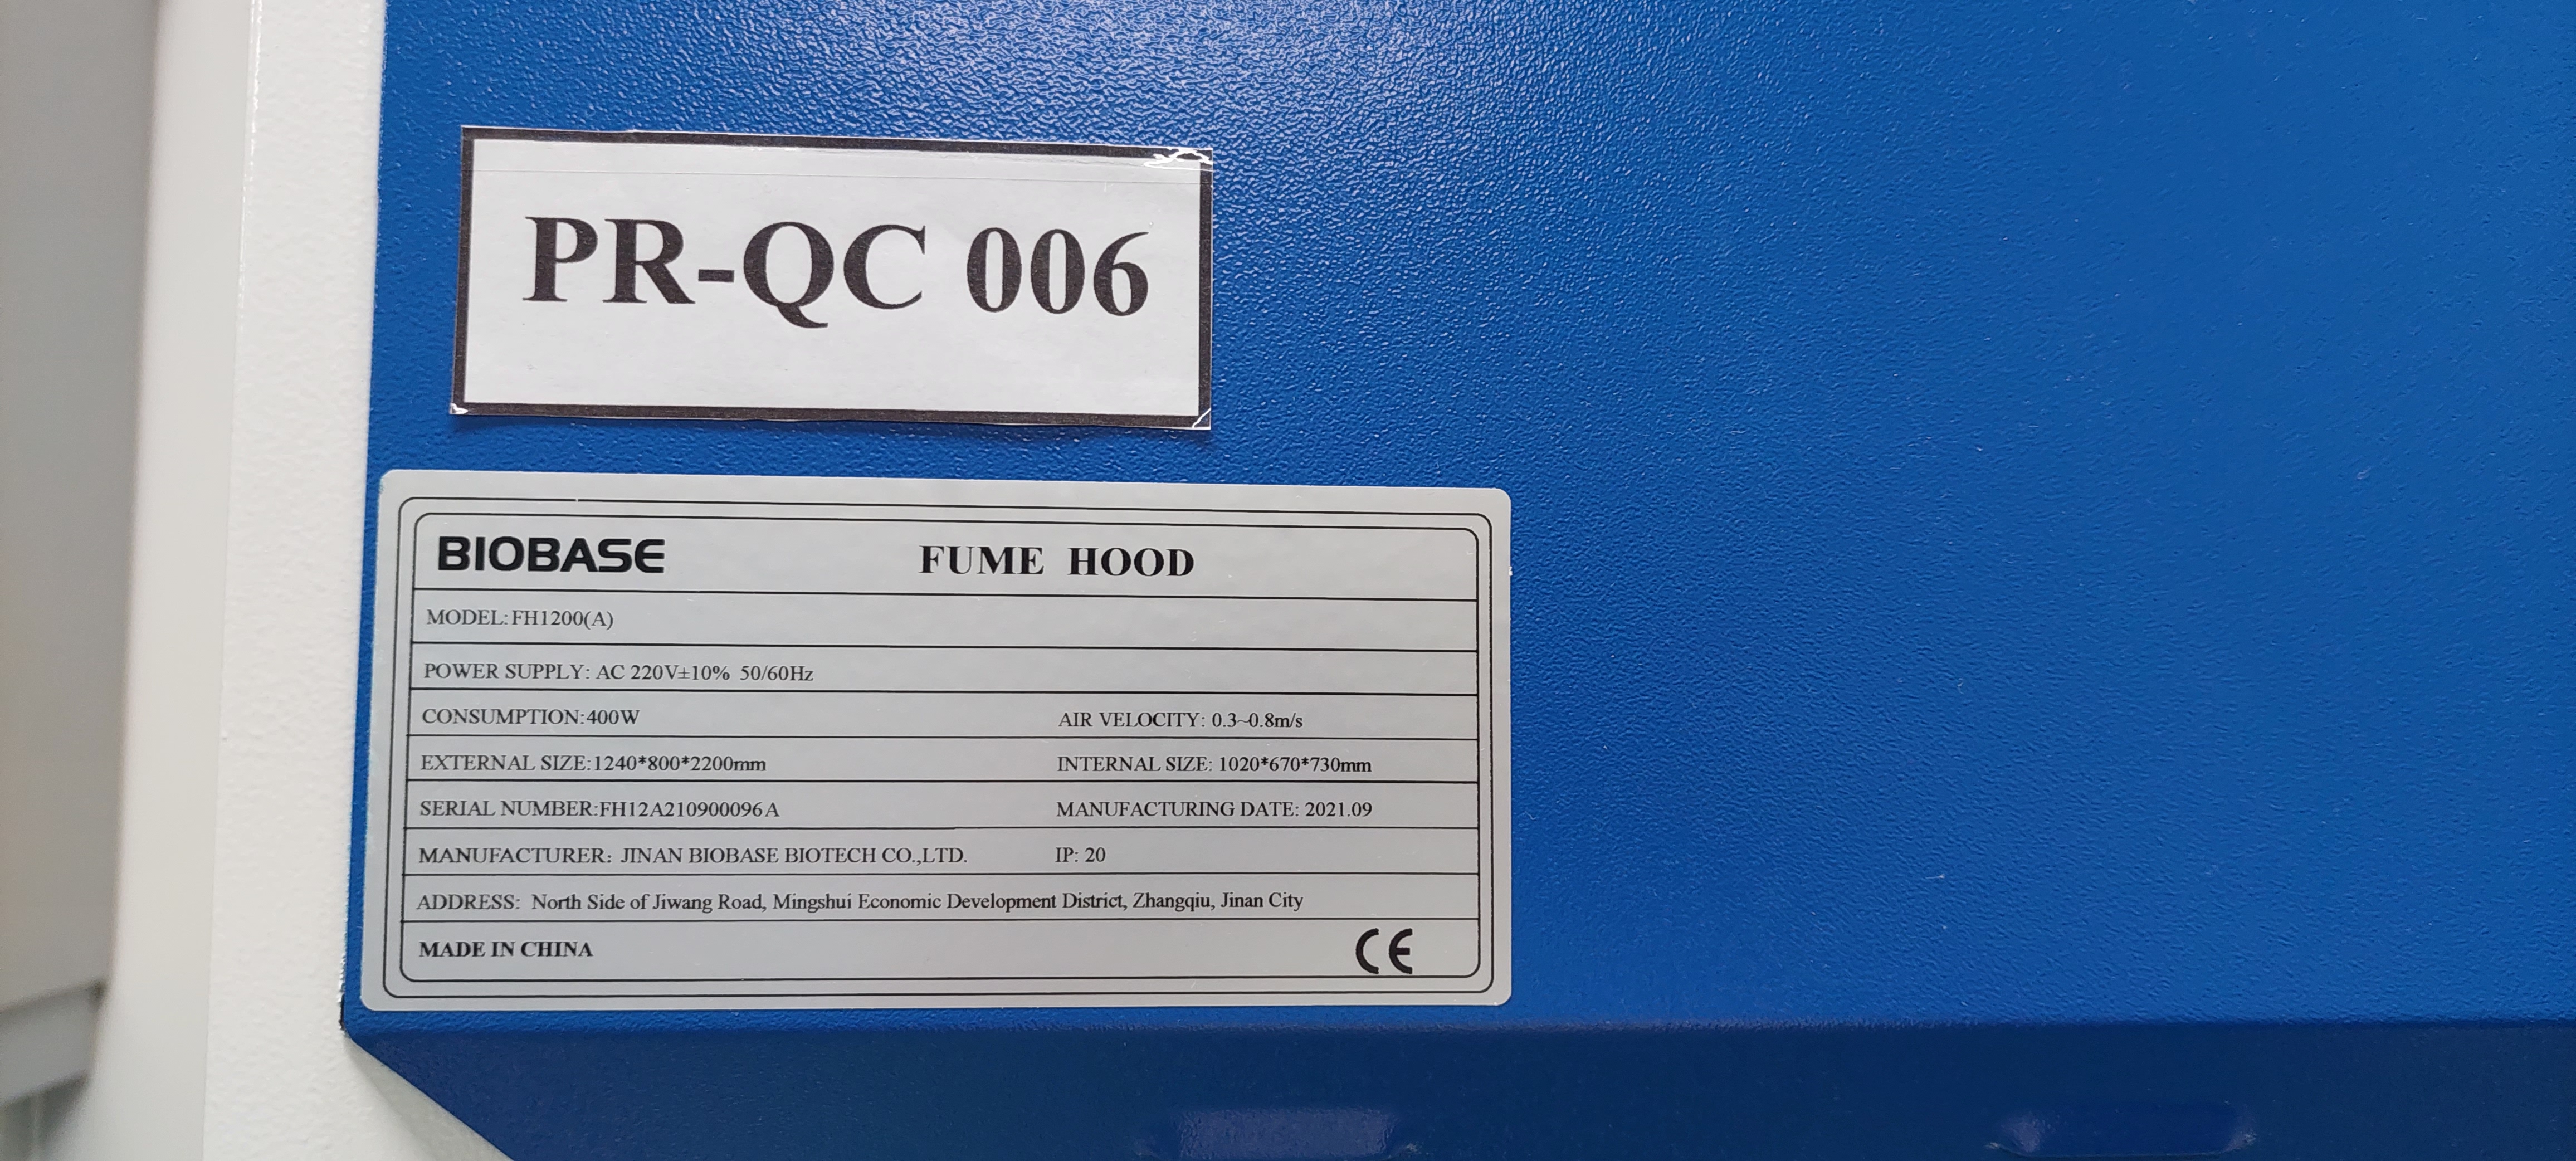 PR-QC 006
BIOBASE FUME HOOD
MODEL:FH1200(A)
POWER SUPPLY: AC 220V±10% 50/60Hz
CONSUMPTION:400W AIR VELOCITY: 0.3~0.8m/s
EXTERNAL SIZE:1240*800*2200mm INTERNAL SIZE: 1020*670*730mm
SERIAL NUMBER:FH12A210900096A MANUFACTURING DATE: 2021.09
MANUFACTURER: JINAN BIOBASE BIOTECH CO.,LTD. IP: 20
ADDRESS: North Side of Jiwang Road, Mingshui Economic Development District, Zhangqiu, Jinan City
MADE IN CHINA CE